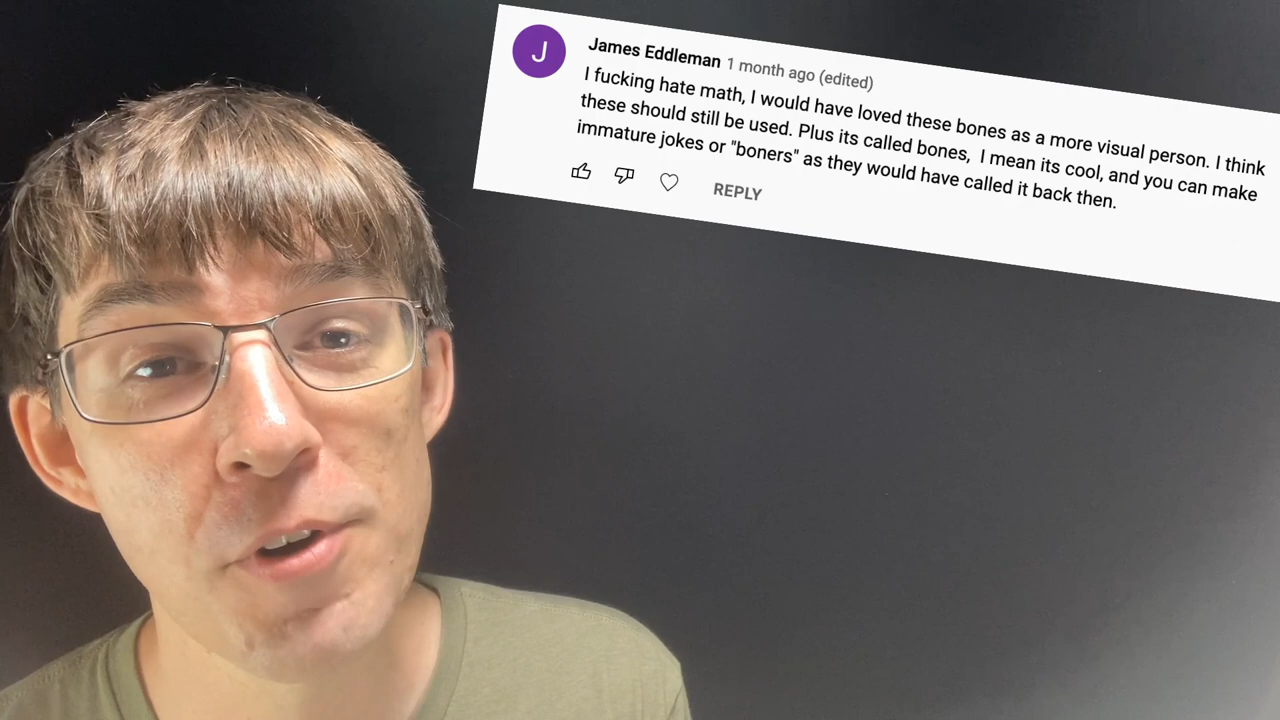 J
James Eddleman 1 month ago (edited)
I fucking hate math, I would have loved these bones as a more visual person. I think
these should still be used. Plus its called bones,  I mean its cool, and you can make
immature jokes or "boners" as they would have called it back then.
REPLY